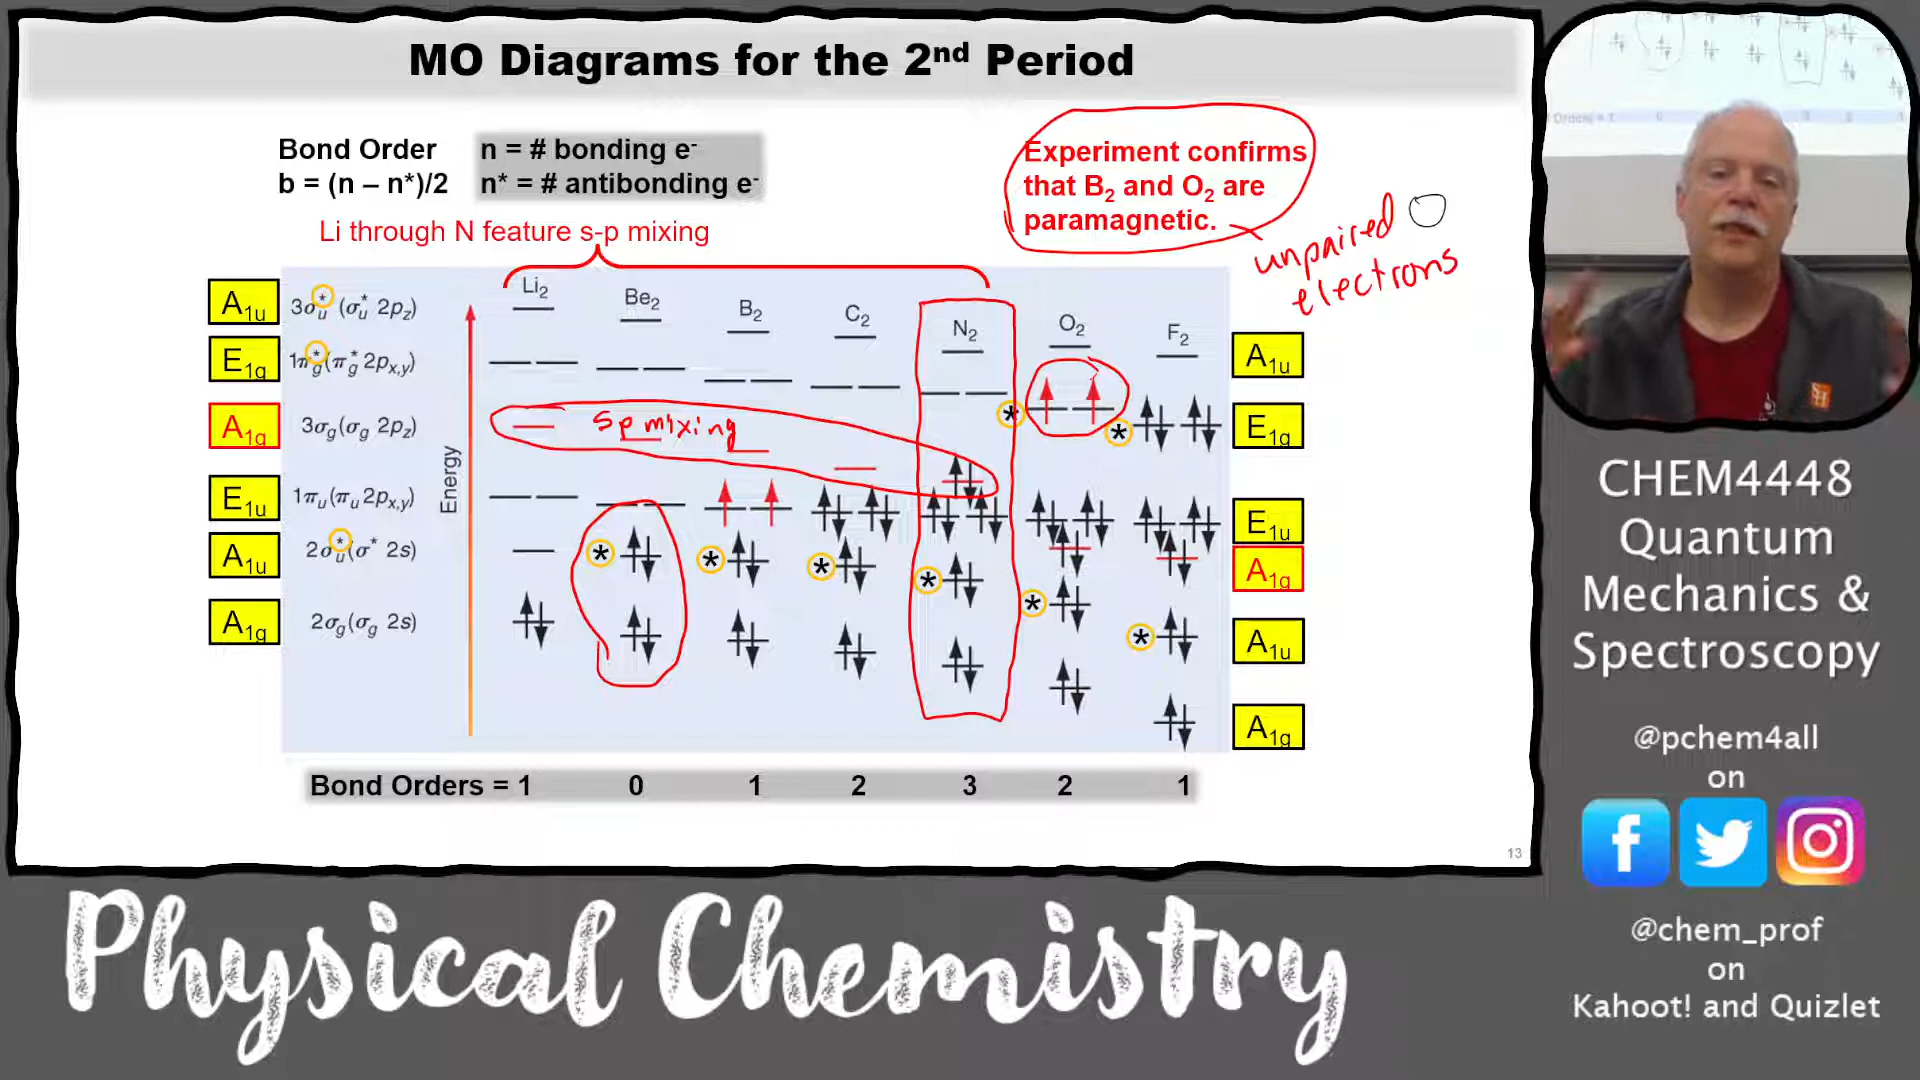 MO Diagrams for the 2nd Period
Bond Order n = # bonding e-
b = (n – n*)/2 n* = # antibonding e-
Li through N feature s-p mixing
Experiment confirms
that B2 and O2 are
paramagnetic.
unpaired
electrons
Li2
Be2
B2
C2
N2
O2
F2
A1u 3σu* (σu* 2pz)
E1g 1πg* (πg* 2px,y)
A1g 3σg(σg 2pz)
sp mixing
E1u 1πu(πu 2px,y)
A1u 2σu* (σ* 2s)
A1g 2σg(σg 2s)
Energy
* * * * * * * *
A1u
E1g
E1u
A1g
A1u
A1g
Bond Orders = 1 0 1 2 3 2 1
13
CHEM4448
Quantum
Mechanics &
Spectroscopy
@pchem4all
on
f
@chem_prof
on
Kahoot! and Quizlet
Physical Chemistry